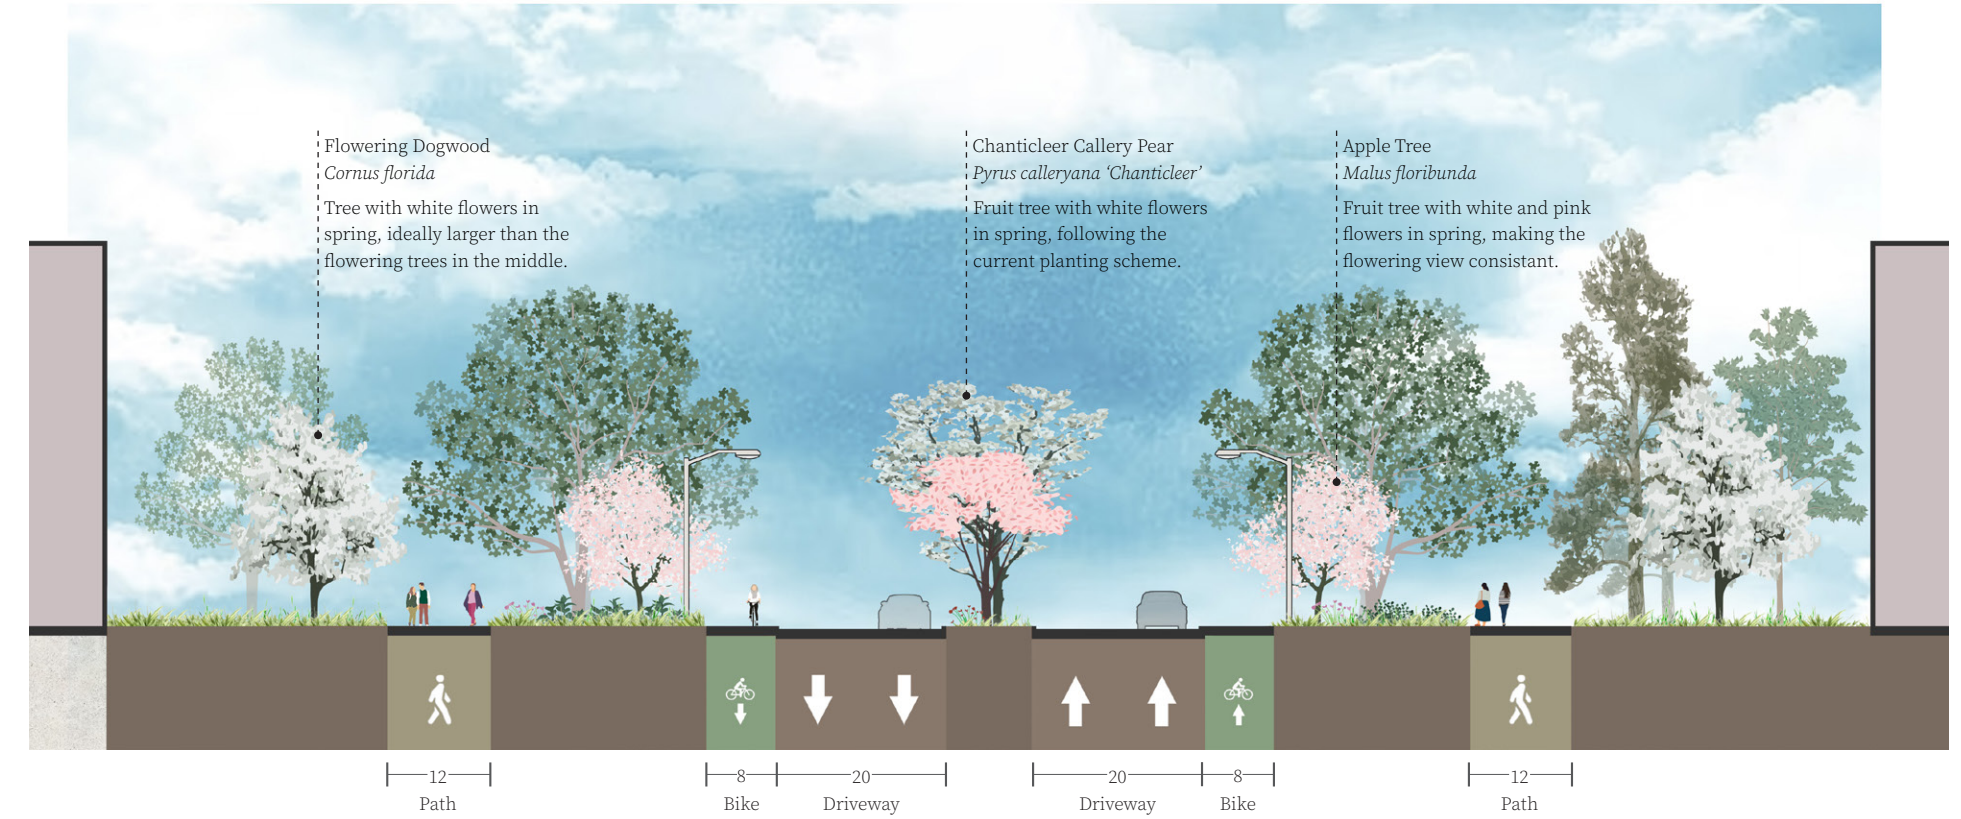 Flowering Dogwood
Cornus florida
Tree with white flowers in
spring, ideally larger than the
flowering trees in the middle.
Chanticleer Callery Pear
Pyrus calleryana ‘Chanticleer’
Fruit tree with white flowers
in spring, following the
current planting scheme.
Apple Tree
Malus floribunda
Fruit tree with white and pink
flowers in spring, making the
flowering view consistant.
12
Path
8
Bike
20
Driveway
20
Driveway
8
Bike
12
Path